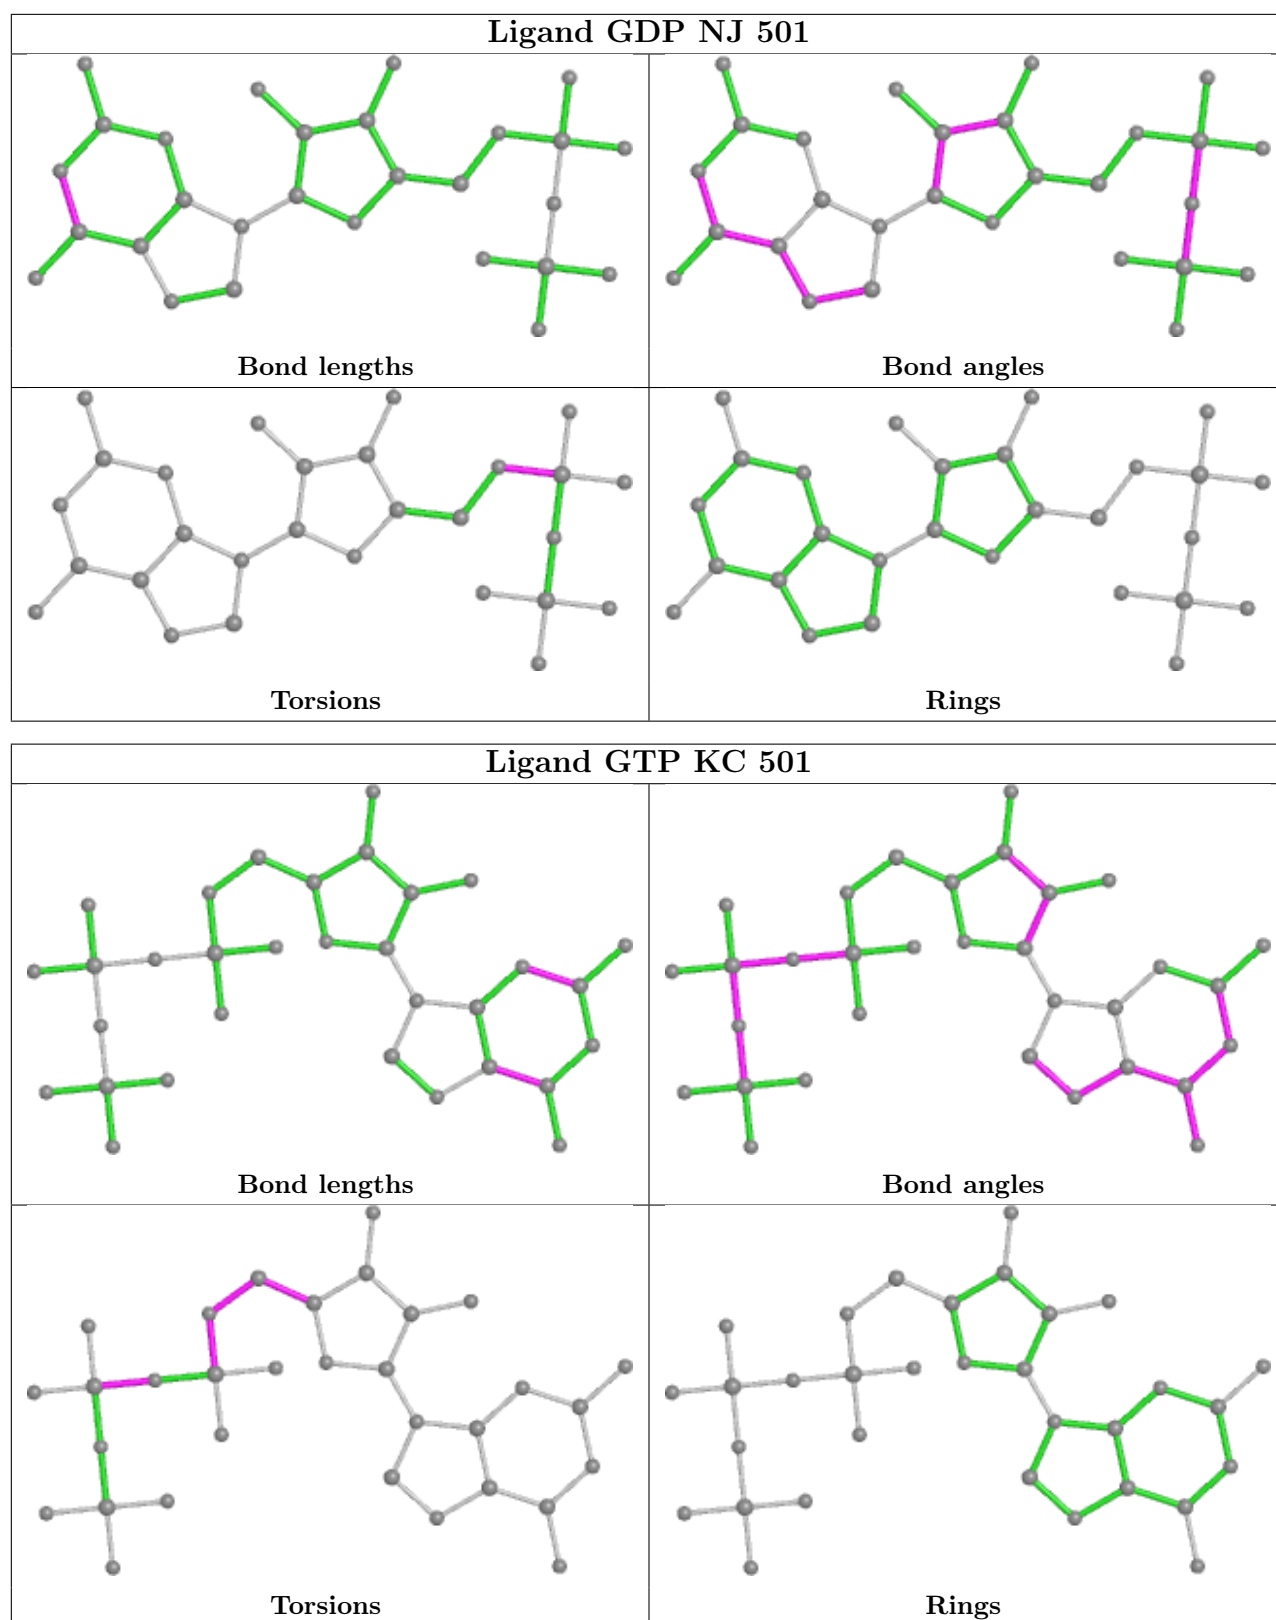 Ligand GDP NJ 501
Bond lengths
Bond angles
Torsions
Rings
Ligand GTP KC 501
Bond lengths
Bond angles
Torsions
Rings